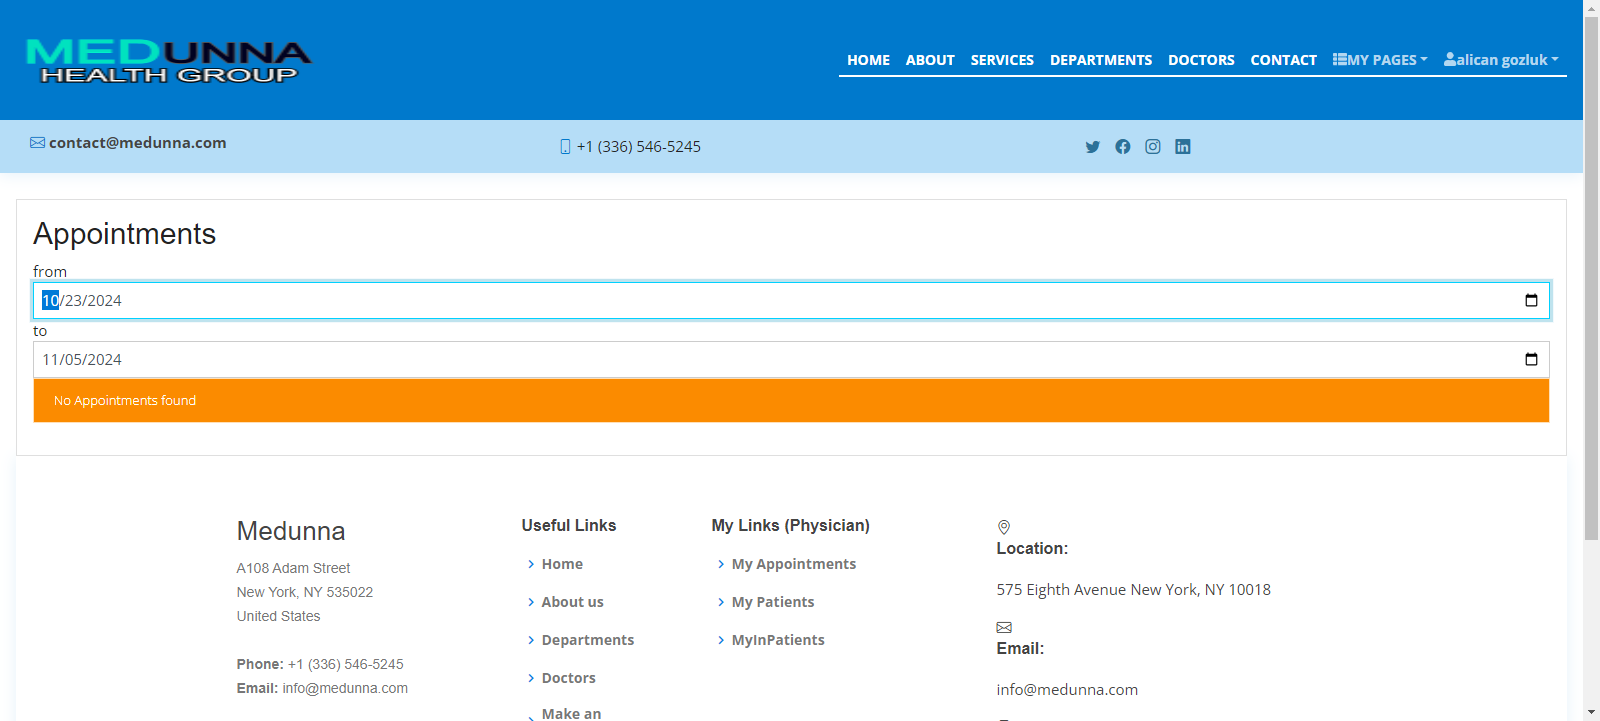 MEDUNNA
HEALTH GROUP
HOME ABOUT SERVICES DEPARTMENTS DOCTORS CONTACT MY PAGES alican gozluk
contact@medunna.com
+1 (336) 546-5245
Appointments
from
10/23/2024
to
11/05/2024
No Appointments found
Medunna
A108 Adam Street
New York, NY 535022
United States
Phone: +1 (336) 546-5245
Email: info@medunna.com
Useful Links
Home
About us
Departments
Doctors
Make an
My Links (Physician)
My Appointments
My Patients
MyInPatients
Location:
575 Eighth Avenue New York, NY 10018
Email:
info@medunna.com